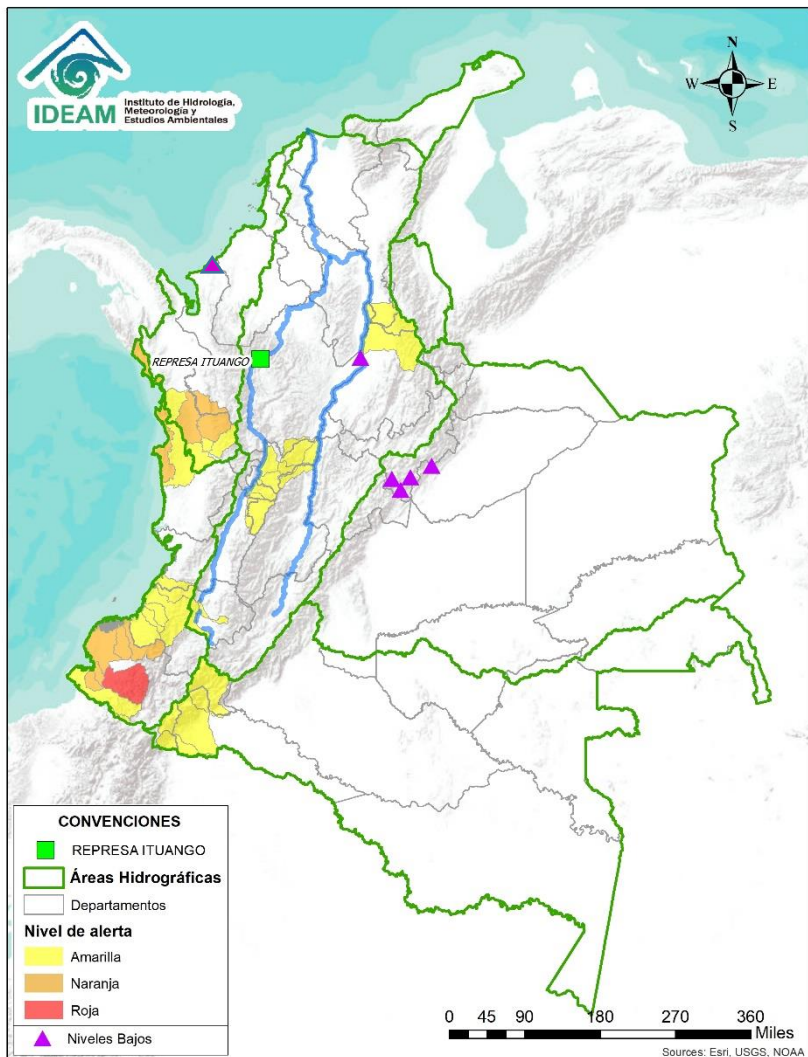 IDEAM
Instituto de Hidrología,
Meteorología y
Estudios Ambientales
N
W
E
S
REPRESA ITUANGO
CONVENCIONES
REPRESA ITUANGO
Áreas Hidrográficas
Departamentos
Nivel de alerta
Amarilla
Naranja
Roja
Niveles Bajos
0 45 90 180 270 360
Miles
Sources: Esri, USGS, NOAA